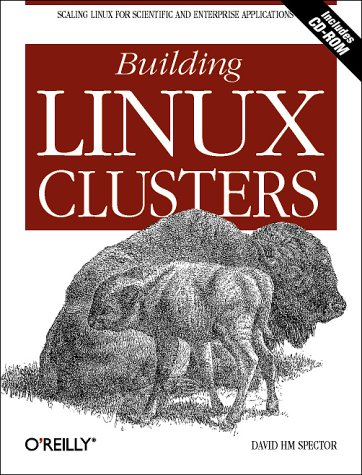 SCALING LINUX FOR SCIENTIFIC AND ENTERPRISE APPLICATIONS
Includes
CD-ROM
Building
LINUX
CLUSTERS
O'REILLY®
DAVID HM SPECTOR